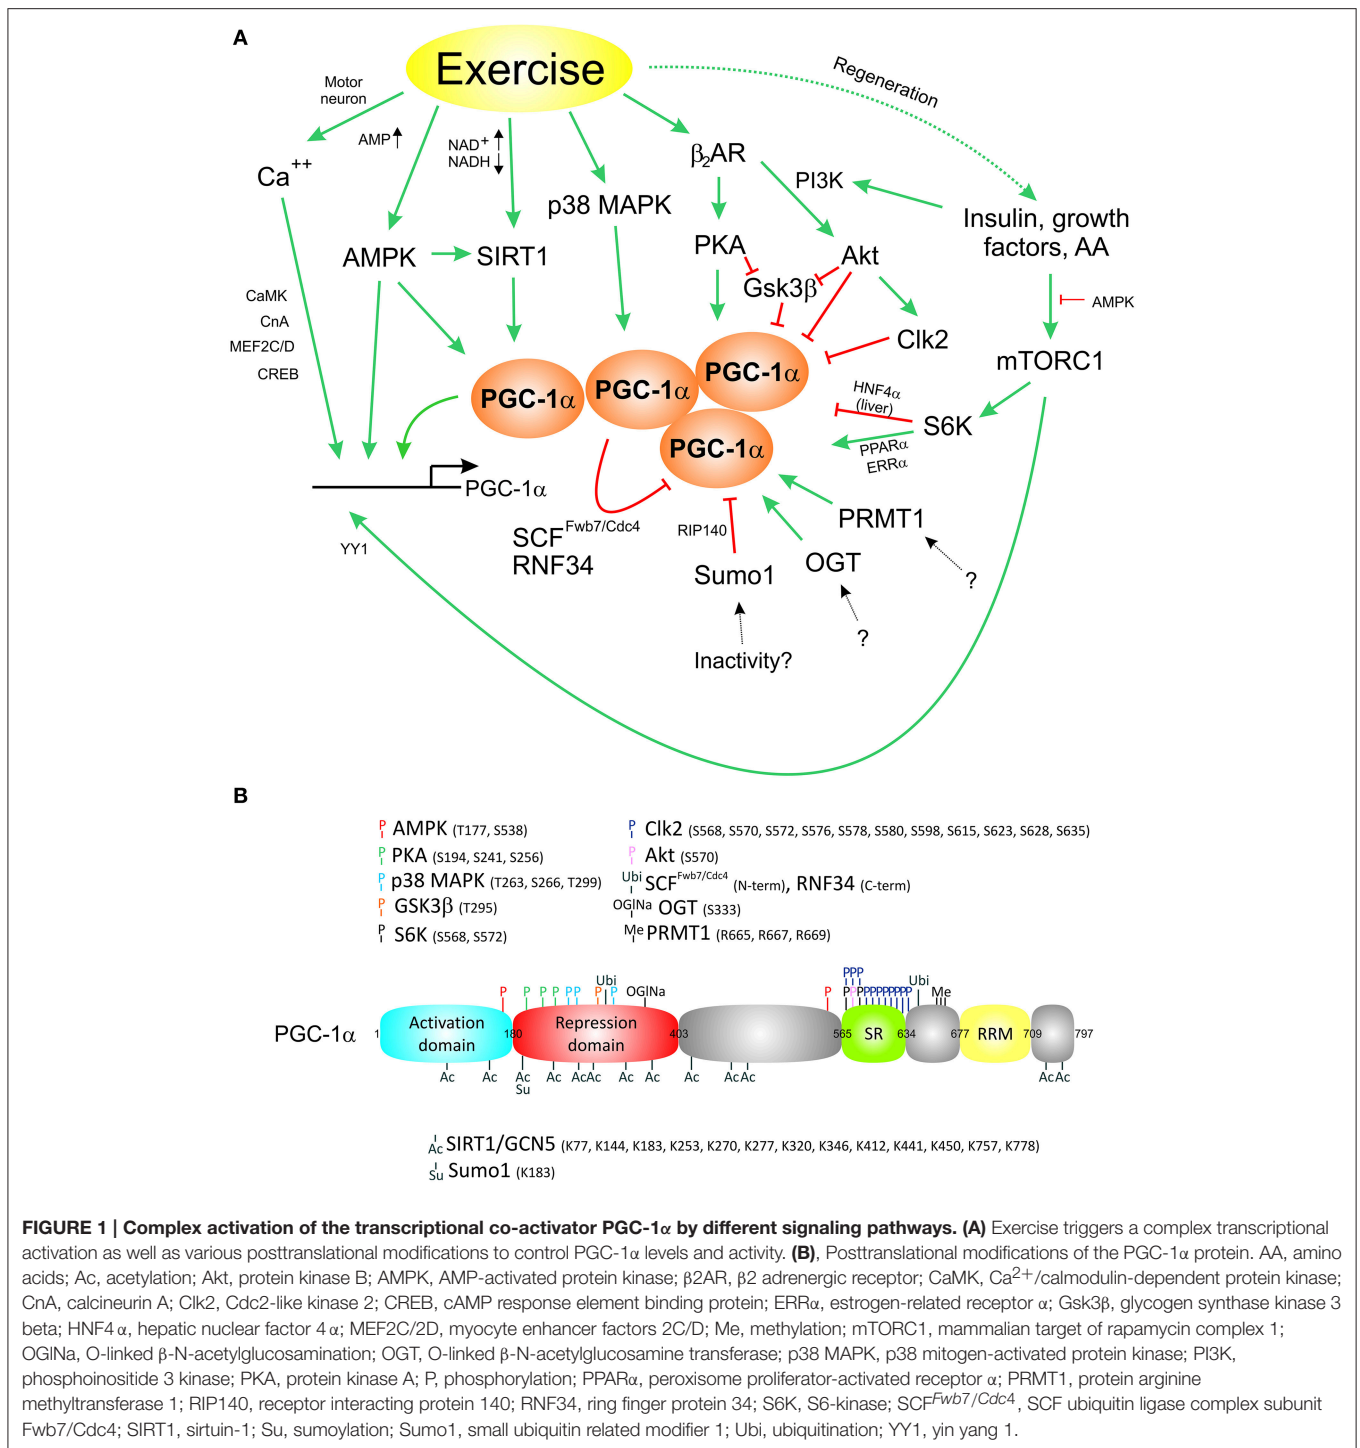 A
Exercise
Motor
neuron
Regeneration
AMP
NAD+
NADH
Ca++
β2AR
PI3K
p38 MAPK
Insulin, growth
factors, AA
AMPK
SIRT1
PKA
Akt
Gsk3β
CaMK
CnA
MEF2C/D
CREB
AMPK
Clk2
mTORC1
PGC-1α
PGC-1α
PGC-1α
PGC-1α
HNF4α
(liver)
S6K
PPARα
ERRα
PGC-1α
YY1
SCF Fwb7/Cdc4
RNF34
RIP140
PRMT1
Sumo1
OGT
?
?
Inactivity?
B
P AMPK (T177, S538)
P PKA (S194, S241, S256)
P p38 MAPK (T263, S266, T299)
P GSK3β (T295)
P S6K (S568, S572)
P Clk2 (S568, S570, S572, S576, S578, S580, S598, S615, S623, S628, S635)
P Akt (S570)
Ubi SCF Fwb7/Cdc4 (N-term), RNF34 (C-term)
OGlNa OGT (S333)
Me PRMT1 (R665, R667, R669)
PPP
P P P P PP P Ubi P OGlNa P P P P PPPPPPPP Ubi Me
PGC-1α 1 Activation domain 180 Repression domain 403 565 SR 634 677 RRM 709 797
Ac Ac Ac Ac AcAc Ac Ac Ac AcAc AcAc
Su
Ac SIRT1/GCN5 (K77, K144, K183, K253, K270, K277, K320, K346, K412, K441, K450, K757, K778)
Su Sumo1 (K183)
FIGURE 1 | Complex activation of the transcriptional co-activator PGC-1α by different signaling pathways. (A) Exercise triggers a complex transcriptional
activation as well as various posttranslational modifications to control PGC-1α levels and activity. (B), Posttranslational modifications of the PGC-1α protein. AA, amino
acids; Ac, acetylation; Akt, protein kinase B; AMPK, AMP-activated protein kinase; β2AR, β2 adrenergic receptor; CaMK, Ca2+/calmodulin-dependent protein kinase;
CnA, calcineurin A; Clk2, Cdc2-like kinase 2; CREB, cAMP response element binding protein; ERRα, estrogen-related receptor α; Gsk3β, glycogen synthase kinase 3
beta; HNF4 α, hepatic nuclear factor 4 α; MEF2C/2D, myocyte enhancer factors 2C/D; Me, methylation; mTORC1, mammalian target of rapamycin complex 1;
OGlNa, O-linked β-N-acetylglucosamination; OGT, O-linked β-N-acetylglucosamine transferase; p38 MAPK, p38 mitogen-activated protein kinase; PI3K,
phosphoinositide 3 kinase; PKA, protein kinase A; P, phosphorylation; PPARα, peroxisome proliferator-activated receptor α; PRMT1, protein arginine
methyltransferase 1; RIP140, receptor interacting protein 140; RNF34, ring finger protein 34; S6K, S6-kinase; SCFFwb7/Cdc4, SCF ubiquitin ligase complex subunit
Fwb7/Cdc4; SIRT1, sirtuin-1; Su, sumoylation; Sumo1, small ubiquitin related modifier 1; Ubi, ubiquitination; YY1, yin yang 1.